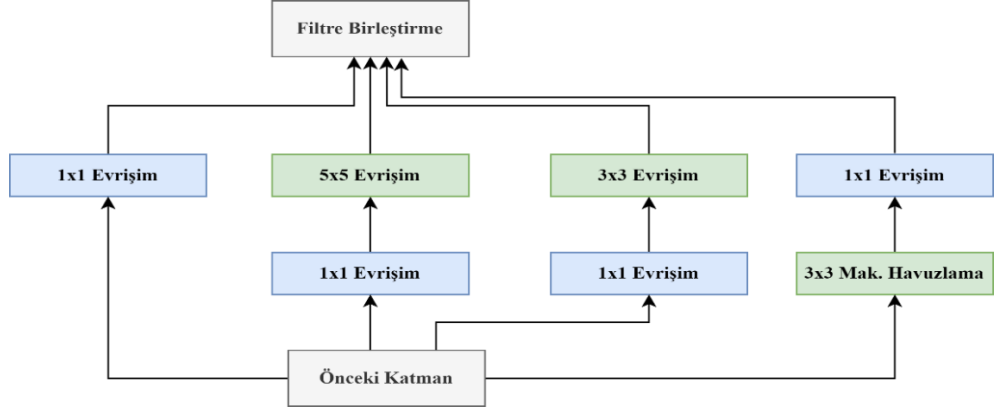 Filtre Birleştirme
1x1 Evrişim
5x5 Evrişim
3x3 Evrişim
1x1 Evrişim
1x1 Evrişim
1x1 Evrişim
3x3 Mak. Havuzlama
Önceki Katman